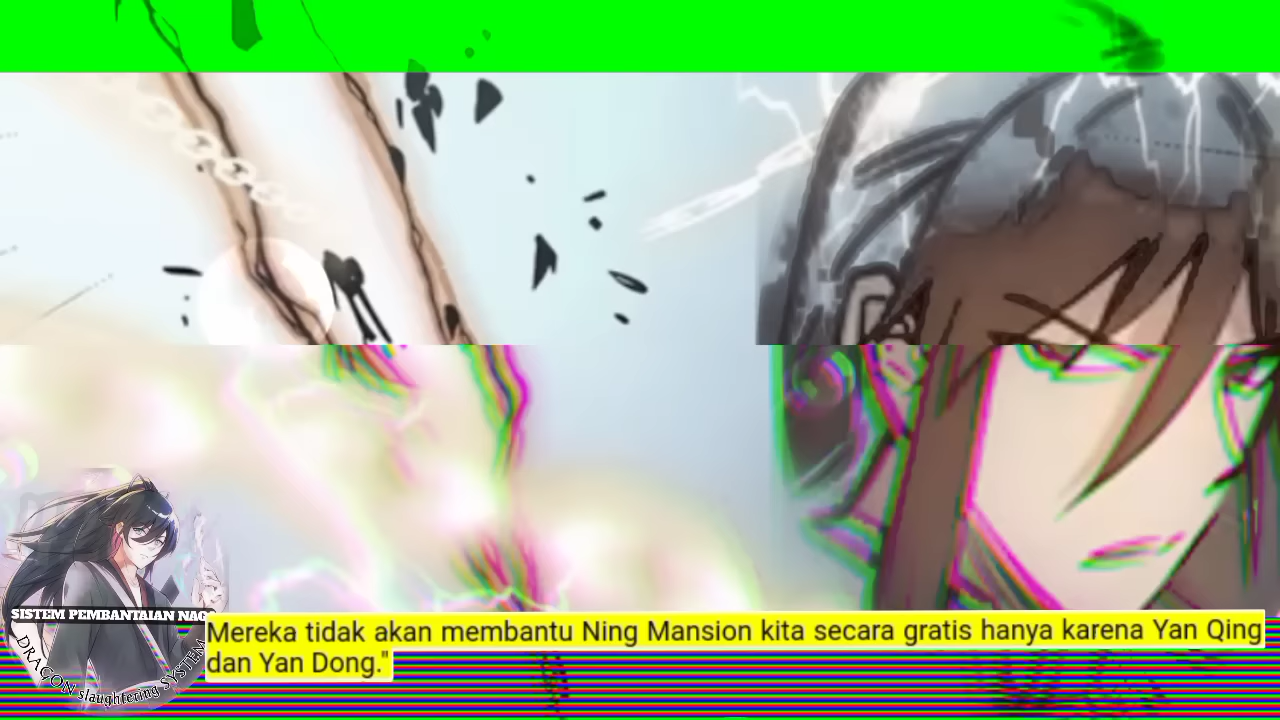 SISTEM PEMBANTAIAN NAG
DRAGON slaughtering SYSTEM
Mereka tidak akan membantu Ning Mansion kita secara gratis hanya karena Yan Qing
dan Yan Dong."